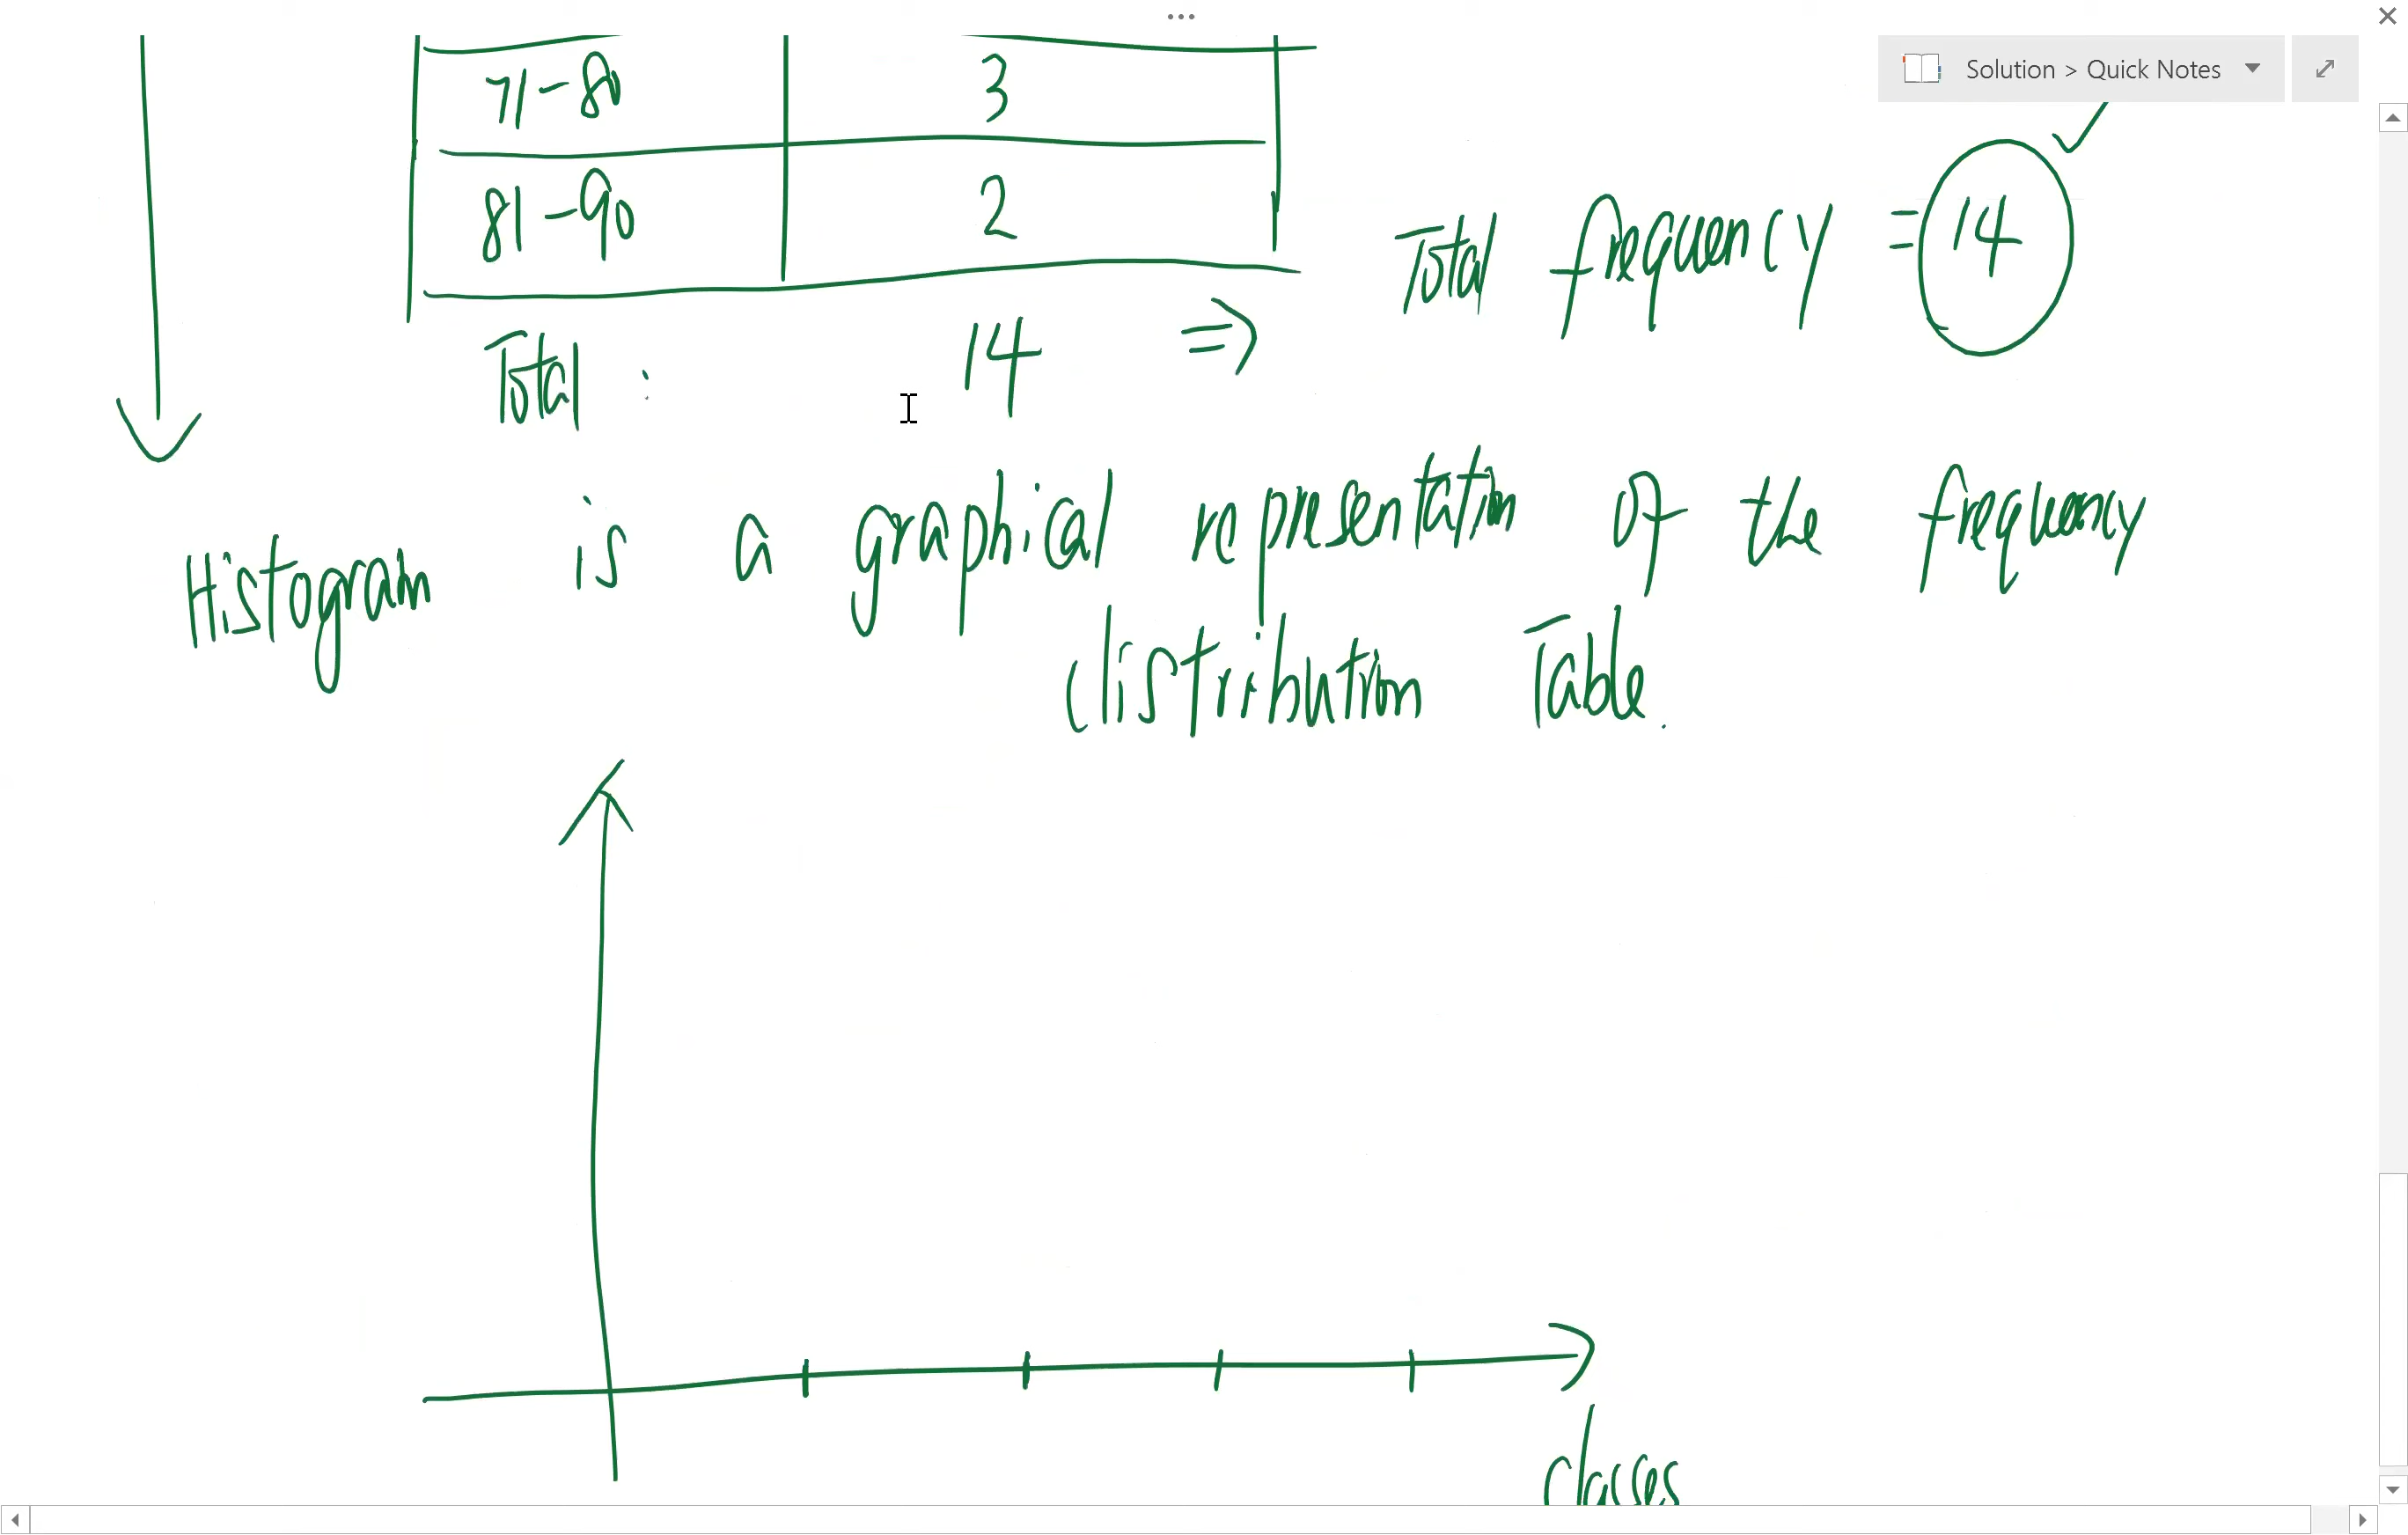 Solution > Quick Notes
71-80 3
81-90 2
Total frequency = 14
Total : 14 =>
Histogram is a graphical representation of the frequency
distribution Table.
classes